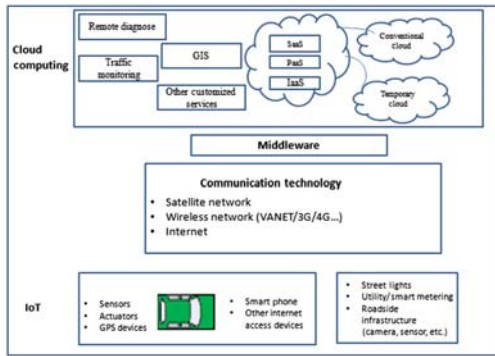 Cloud
computing
Remote diagnose
Traffic
monitoring
GIS
Other customized
services
SaaS
PaaS
IaaS
Conventional
cloud
Temporary
cloud
Middleware
Communication technology
• Satellite network
• Wireless network (VANET/3G/4G...)
• Internet
IoT
• Sensors
• Actuators
• GPS devices
• Smart phone
• Other internet
access devices
• Street lights
• Utility/smart metering
• Roadside
infrastructure
(camera, sensor, etc.)